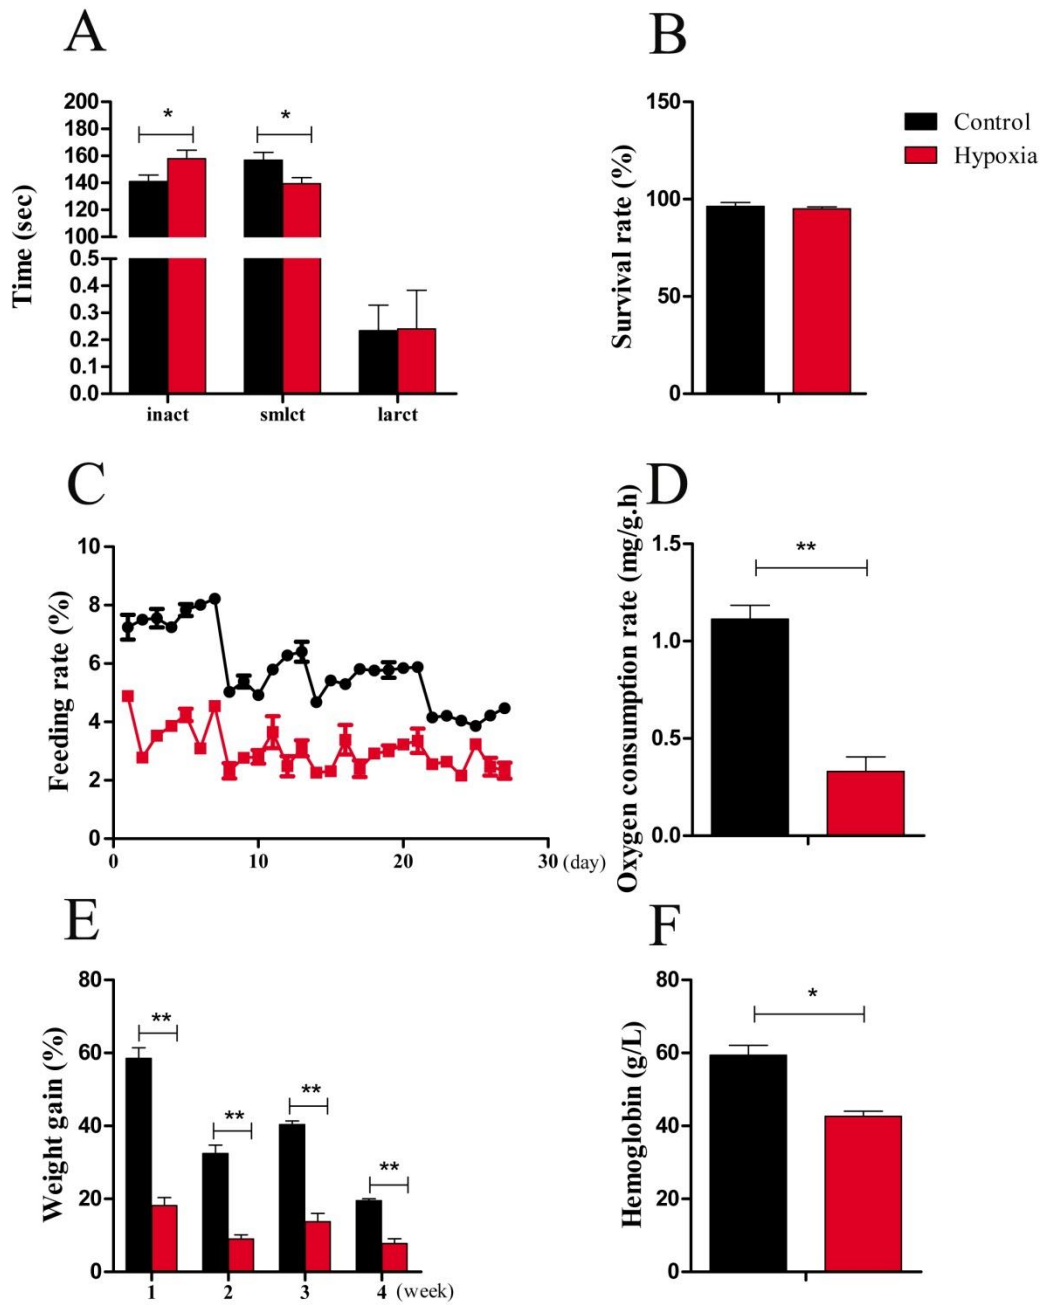 A
Time (sec)
200
180
160
140
120
100
0.5
0.4
0.3
0.2
0.1
0.0
*
*
inact smlct larct
B
Survival rate (%)
150
100
50
0
Control
Hypoxia
C
Feeding rate (%)
10
8
6
4
2
0
0 10 20 30 (day)
D
Oxygen consumption rate (mg/g.h)
1.5
1.0
0.5
0.0
**
E
Weight gain (%)
80
60
40
20
0
**
**
**
**
1 2 3 4 (week)
F
Hemoglobin (g/L)
80
60
40
20
0
*